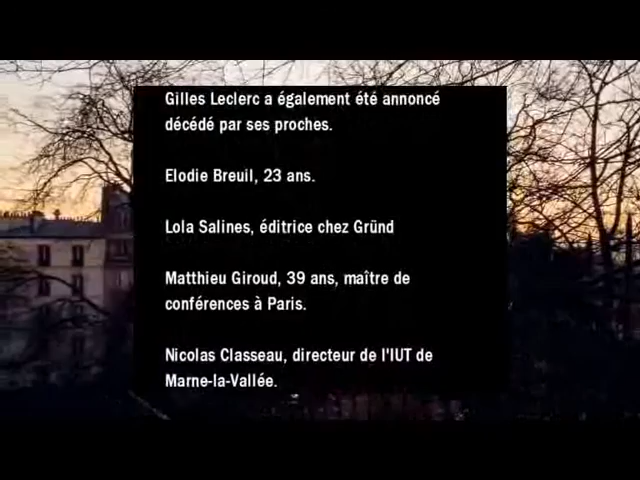 Gilles Leclerc a également été annoncé
décédé par ses proches.
Elodie Breuil, 23 ans.
Lola Salines, éditrice chez Gründ
Matthieu Giroud, 39 ans, maître de
conférences à Paris.
Nicolas Classeau, directeur de l'IUT de
Marne-la-Vallée.